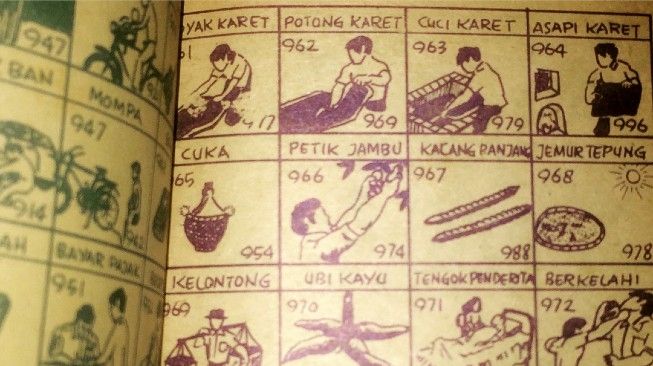 947
BAN
MOMPA
947
914
BAYAR PAJAK
951
YAK KARET
POTONG KARET
CUCI KARET
ASAPI KARET
962
963
964
969
979
996
CUKA
PETIK JAMBU
KACANG PANJANG
JEMUR TEPUNG
966
967
968
954
974
988
978
KELONTONG
UBI KAYU
TENGOK PENDERITA
BERKELAHI
969
970
971
972